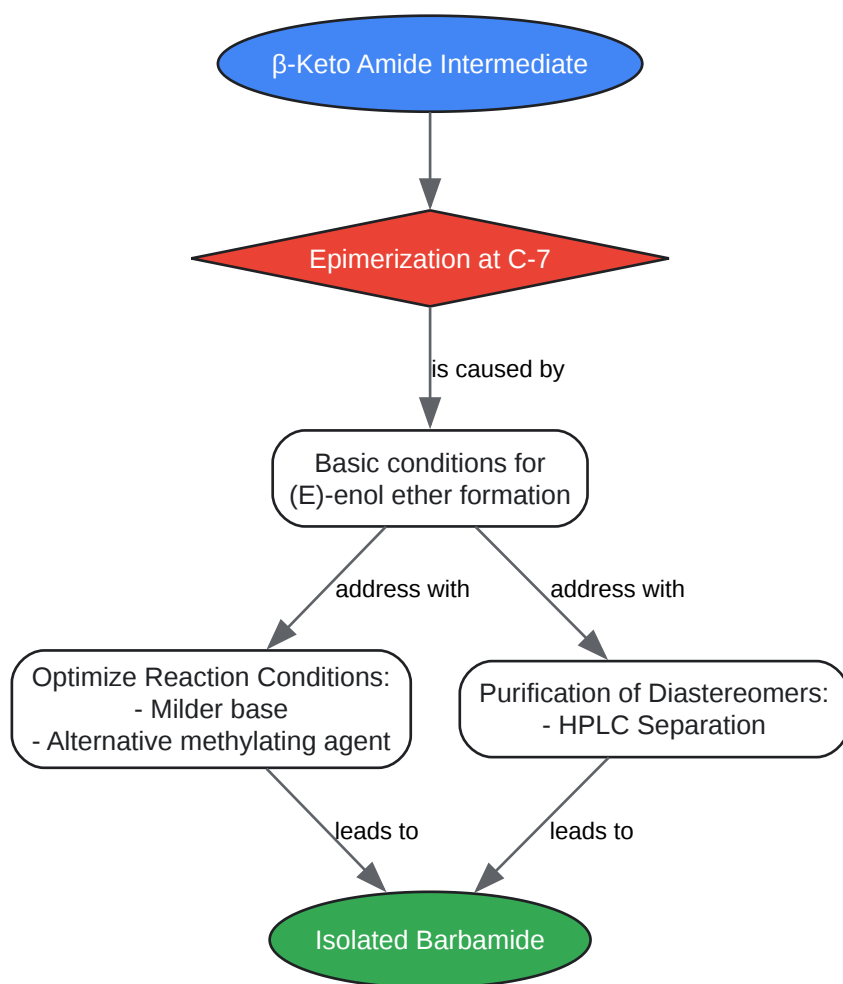 β-Keto Amide Intermediate
Epimerization at C-7
is caused by
Basic conditions for
(E)-enol ether formation
address with
address with
Optimize Reaction Conditions:
- Milder base
- Alternative methylating agent
Purification of Diastereomers:
- HPLC Separation
leads to
leads to
Isolated Barbamide